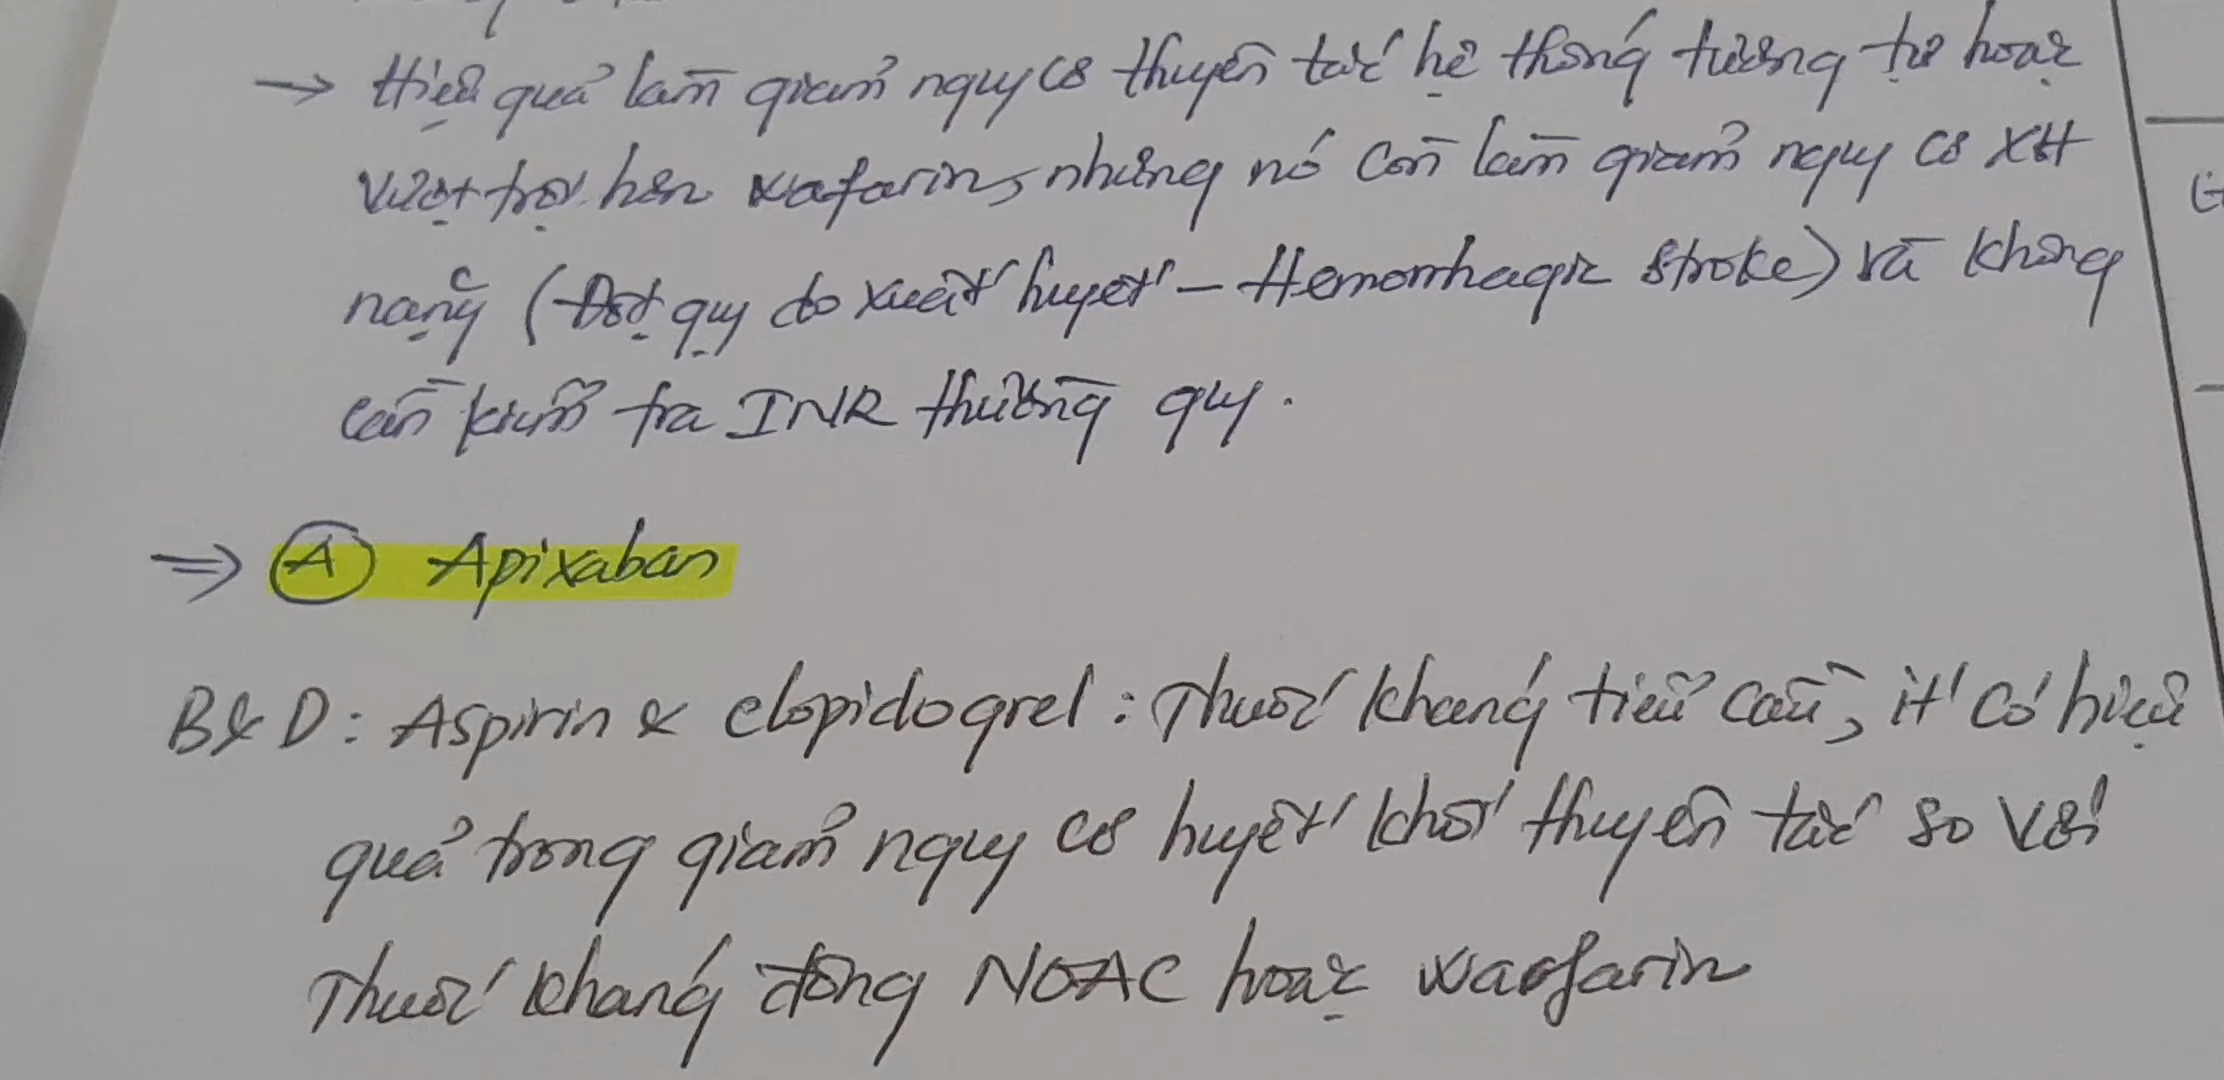 → Hiệu quả làm giảm nguy cơ thuyên tắc hệ thống tương tự hoặc
vượt trội hơn wafarin, nhưng nó còn làm giảm nguy cơ XH
nặng (Đột quỵ do xuất huyết - Hemorrhagic stroke) và không
cần kiểm tra INR thường quy.
⇒ Ⓐ Apixaban
B & D: Aspirin & clopidogrel: Thuốc kháng tiểu cầu, ít có hiệu
quả trong giảm nguy cơ huyết khối thuyên tắc so với
Thuốc kháng đông NOAC hoặc warfarin